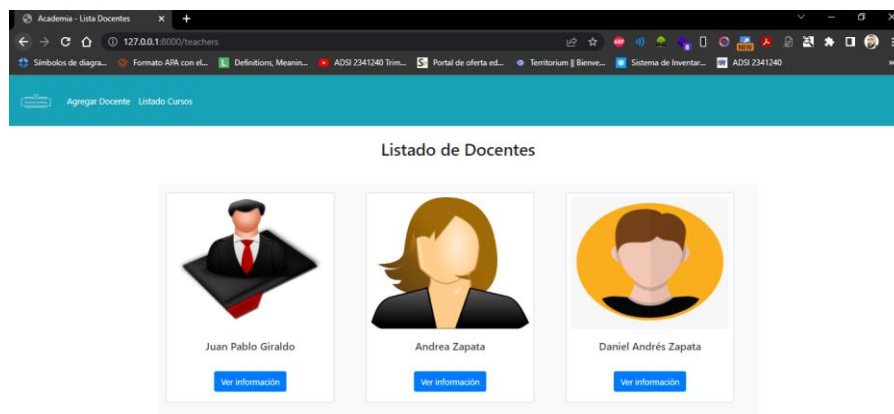 Academia - Lista Docentes
127.0.0.1:8000/teachers
Símbolos de diagra... Formato APA con el... Definitions, Meanin... ADSI 2341240 Trim... Portal de oferta ed... Territorium || Bienve... Sistema de Inventar... ADSI 2341240
Agregar Docente Listado Cursos
Listado de Docentes
Juan Pablo Giraldo Andrea Zapata Daniel Andrés Zapata
Ver información Ver información Ver información